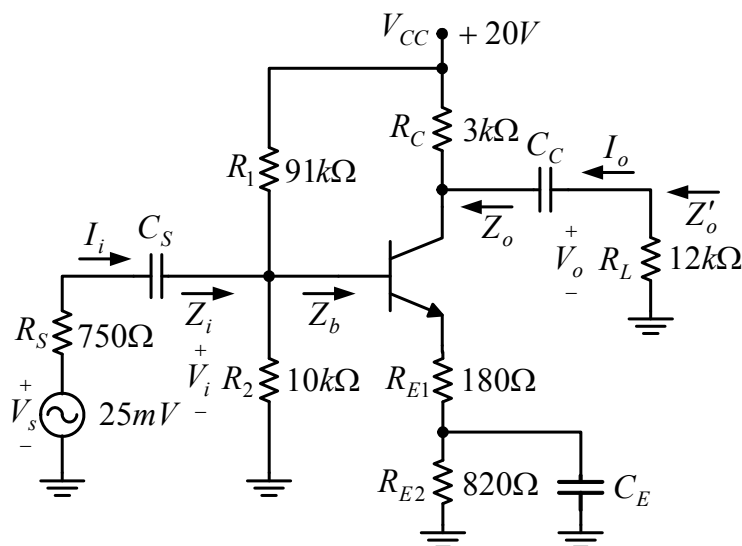 V_CC + 20V
R_C 3kΩ
R_1 91kΩ
C_C I_o
Z_o Z'_o
I_i C_S
+ V_o − R_L 12kΩ
Z_i Z_b
R_S 750Ω
+ V_i − R_2 10kΩ
R_E1 180Ω
+ V_s − 25mV
R_E2 820Ω C_E